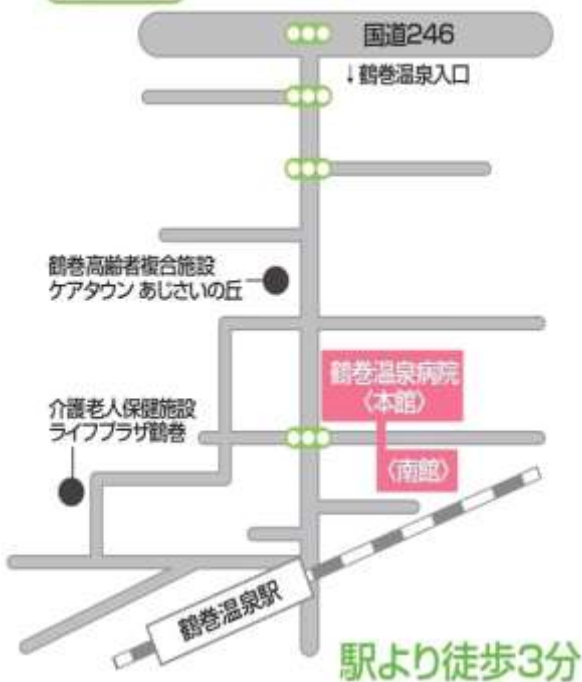 国道246
↓鶴巻温泉入口
鶴巻高齢者複合施設
ケアタウン あじさいの丘
鶴巻温泉病院
〈本館〉
介護老人保健施設
ライフプラザ鶴巻
〈南館〉
鶴巻温泉駅
駅より徒歩3分